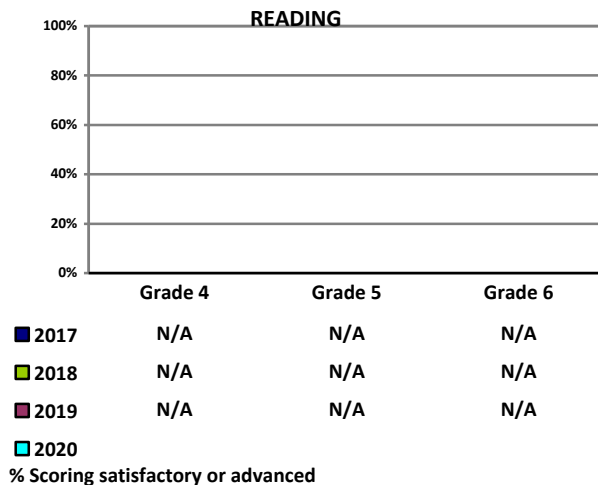 READING
100%
80%
60%
40%
20%
0%
Grade 4 Grade 5 Grade 6
2017 N/A N/A N/A
2018 N/A N/A N/A
2019 N/A N/A N/A
2020
% Scoring satisfactory or advanced